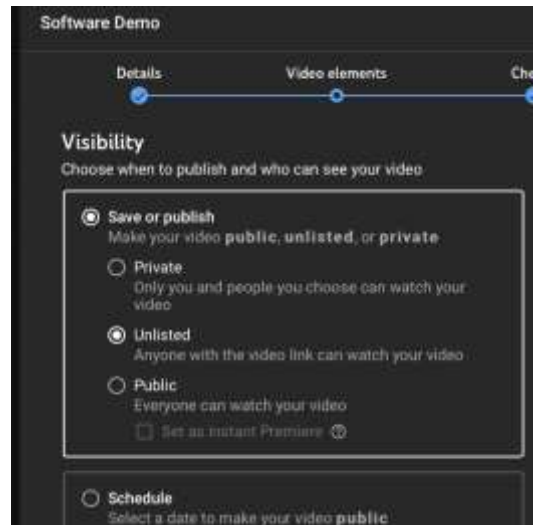 Software Demo
Details Video elements Che
Visibility
Choose when to publish and who can see your video
Save or publish
Make your video public, unlisted, or private
Private
Only you and people you choose can watch your
video
Unlisted
Anyone with the video link can watch your video
Public
Everyone can watch your video
Set as instant Premiere
Schedule
Select a date to make your video public